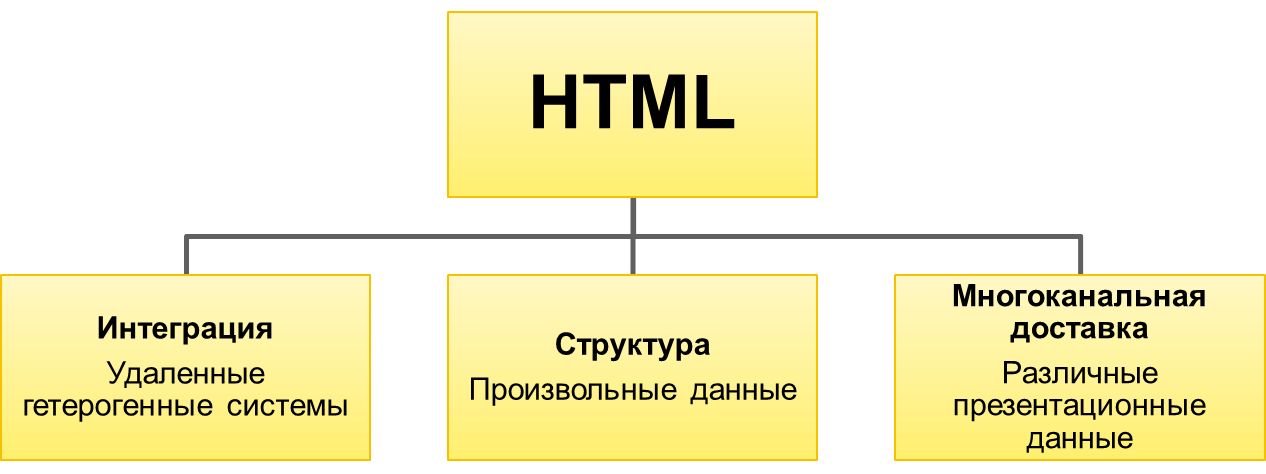 HTML
Интеграция
Удаленные
гетерогенные системы
Структура
Произвольные данные
Многоканальная
доставка
Различные
презентационные
данные